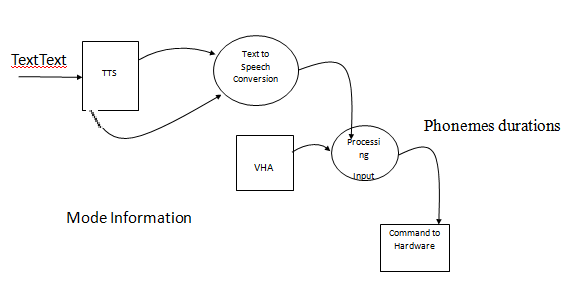 TextText
TTS
Text to
Speech
Conversion
Phonemes durations
Processi
ng
Input
VHA
Mode Information
Command to
Hardware